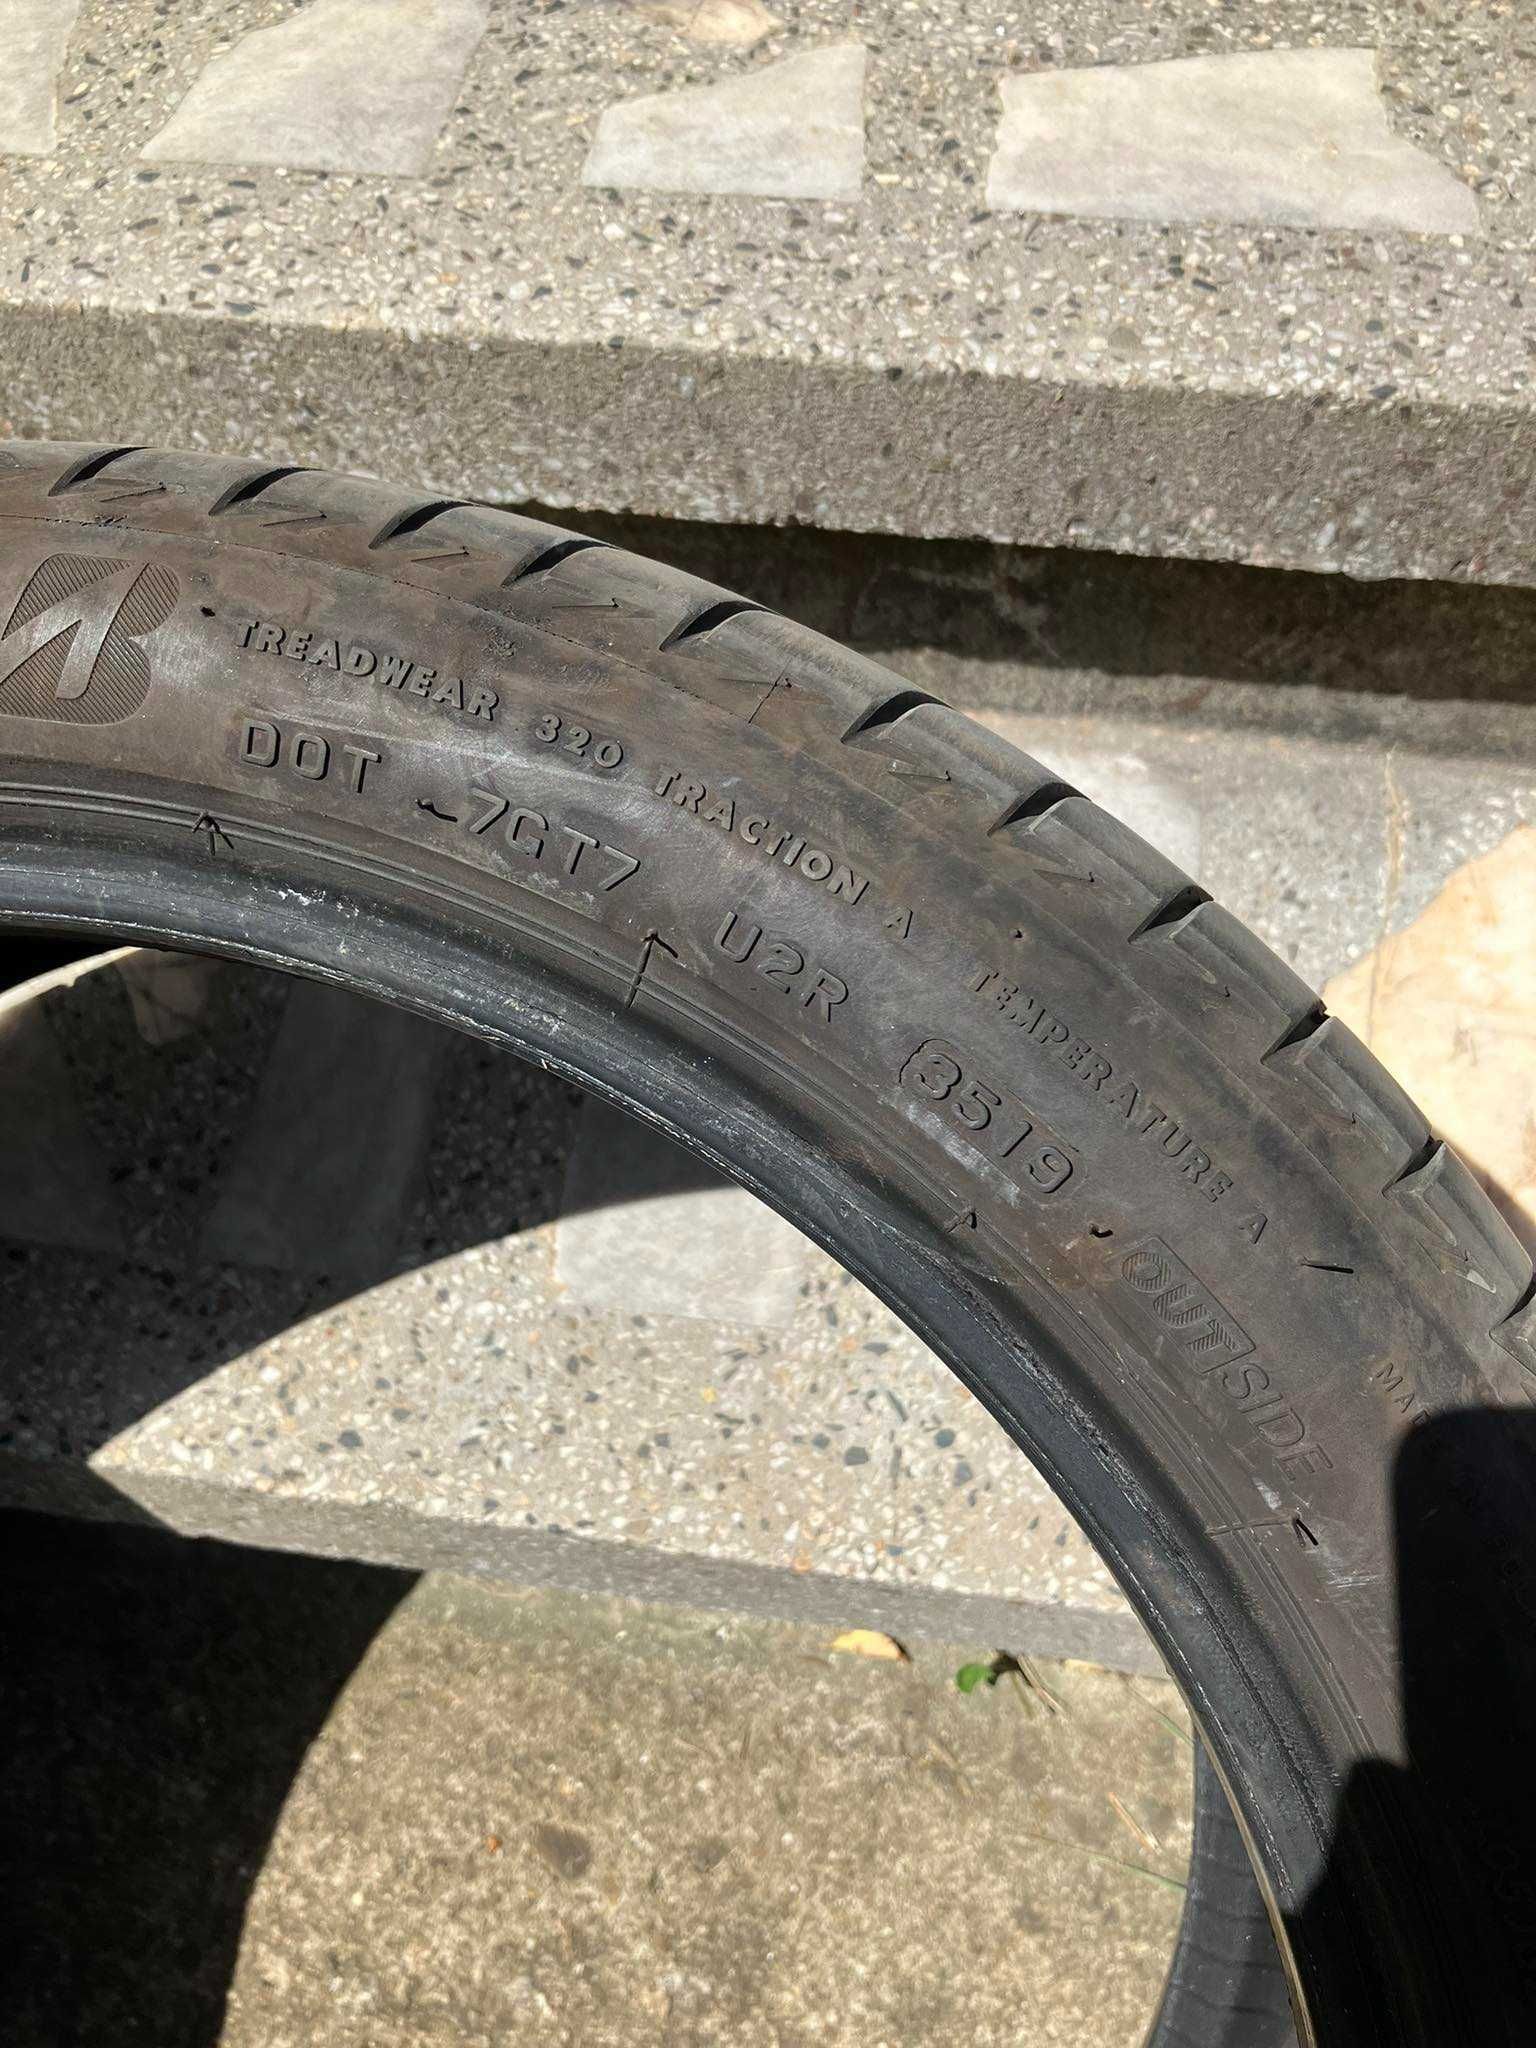 TREADWEAR 320 TRACTION A TEMPERATURE A
DOT 7GT7 U2R 3519
OUTSIDE